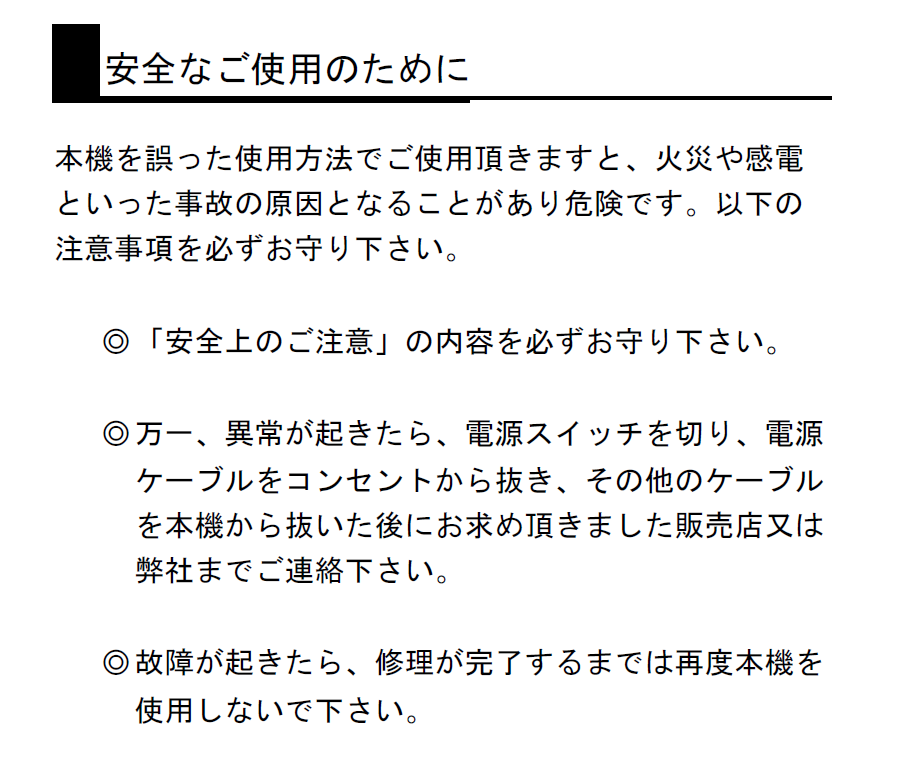 安全なご使用のために
本機を誤った使用方法でご使用頂きますと、火災や感電
といった事故の原因となることがあり危険です。以下の
注意事項を必ずお守り下さい。
◎「安全上のご注意」の内容を必ずお守り下さい。
◎万一、異常が起きたら、電源スイッチを切り、電源
ケーブルをコンセントから抜き、その他のケーブル
を本機から抜いた後にお求め頂きました販売店又は
弊社までご連絡下さい。
◎故障が起きたら、修理が完了するまでは再度本機を
使用しないで下さい。